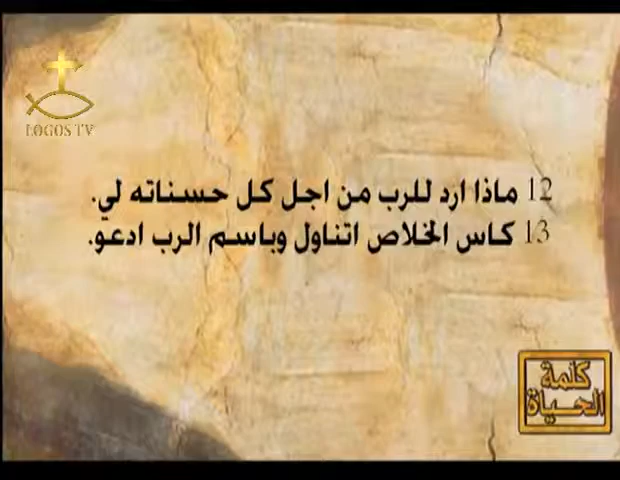 LOGOS TV
12 ماذا ارد للرب من اجل كل حسناته لي.
13 كاس الخلاص اتناول وباسم الرب ادعو.
كلمة
الحياة